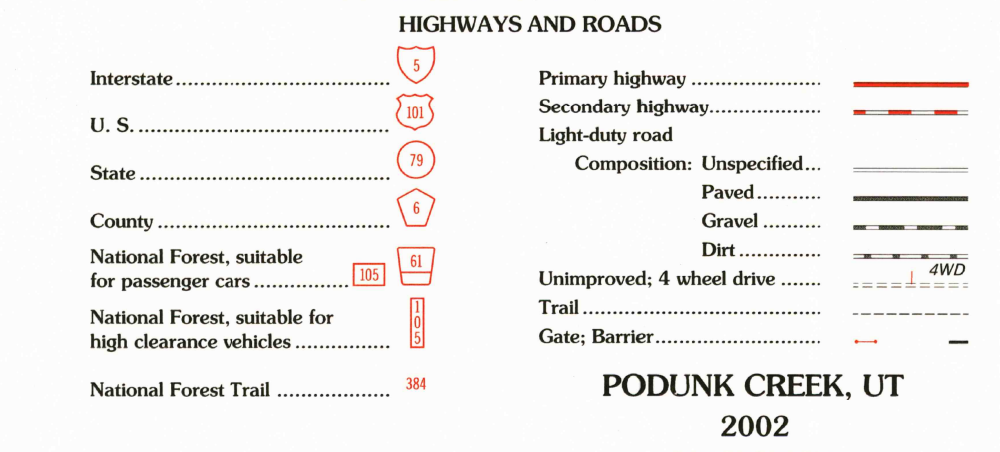 HIGHWAYS AND ROADS
Interstate ........................................ 5
U. S. ................................................ 101
State ................................................ 79
County ............................................. 6
National Forest, suitable
for passenger cars .................. 105 61
National Forest, suitable for
high clearance vehicles .................. 105
National Forest Trail ...................... 384
Primary highway ........................
Secondary highway.....................
Light-duty road
Composition: Unspecified...
Paved............
Gravel ...........
Dirt ...............
4WD
Unimproved; 4 wheel drive .......
Trail .............................................
Gate; Barrier...............................
PODUNK CREEK, UT
2002